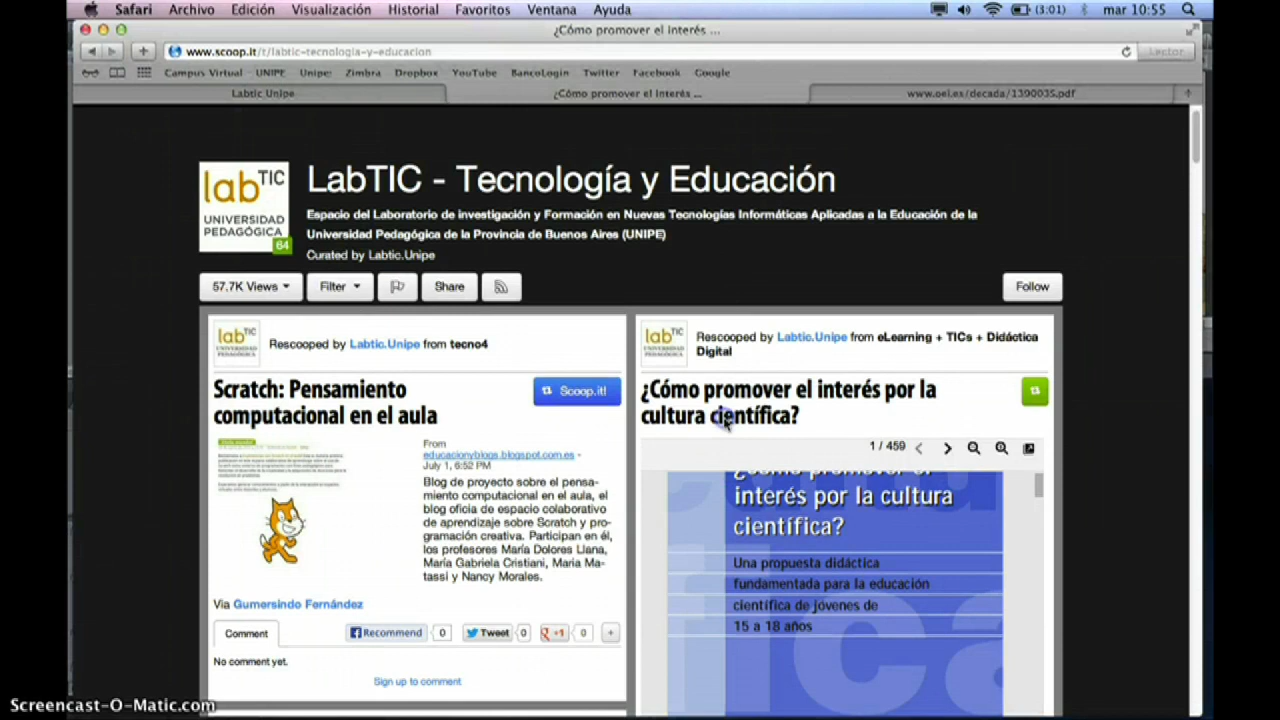 Safari Archivo Edición Visualización Historial Favoritos Ventana Ayuda (3:01) mar 10:55
¿Cómo promover el interés ...
www.scoop.it/t/labtic-tecnologia-y-educacion Lector
Campus Virtual UNIPE Unipe: Zimbra Dropbox YouTube BancoLogin Twitter Facebook Google
Labtic Unipe ¿Cómo promover el interés ... www.oei.es/decada/139003S.pdf
lab TIC
UNIVERSIDAD
PEDAGÓGICA
64
LabTIC - Tecnología y Educación
Espacio del Laboratorio de investigación y Formación en Nuevas Tecnologías Informáticas Aplicadas a la Educación de la
Universidad Pedagógica de la Provincia de Buenos Aires (UNIPE)
Curated by Labtic.Unipe
57.7K Views Filter Share Follow
lab TIC
UNIVERSIDAD
PEDAGÓGICA
Rescooped by Labtic.Unipe from tecno4
Scratch: Pensamiento
computacional en el aula
Scoop.it!
From
educacionyblogs.blogspot.com.es -
July 1, 6:52 PM
Blog de proyecto sobre el pensa-
miento computacional en el aula, el
blog oficia de espacio colaborativo
de aprendizaje sobre Scratch y pro-
gramación creativa. Participan en él,
los profesores María Dolores Llana,
María Gabriela Cristiani, Maria Ma-
tassi y Nancy Morales.
Via Gumersindo Fernández
Comment Recommend 0 Tweet 0 +1 0 +
No comment yet.
Sign up to comment
lab TIC
UNIVERSIDAD
PEDAGÓGICA
Rescooped by Labtic.Unipe from eLearning + TICs + Didáctica
Digital
¿Cómo promover el interés por la
cultura científica?
1 / 459
¿Cómo promover
interés por la cultura
científica?
Una propuesta didáctica
fundamentada para la educación
científica de jóvenes de
15 a 18 años
Screencast-O-Matic.com